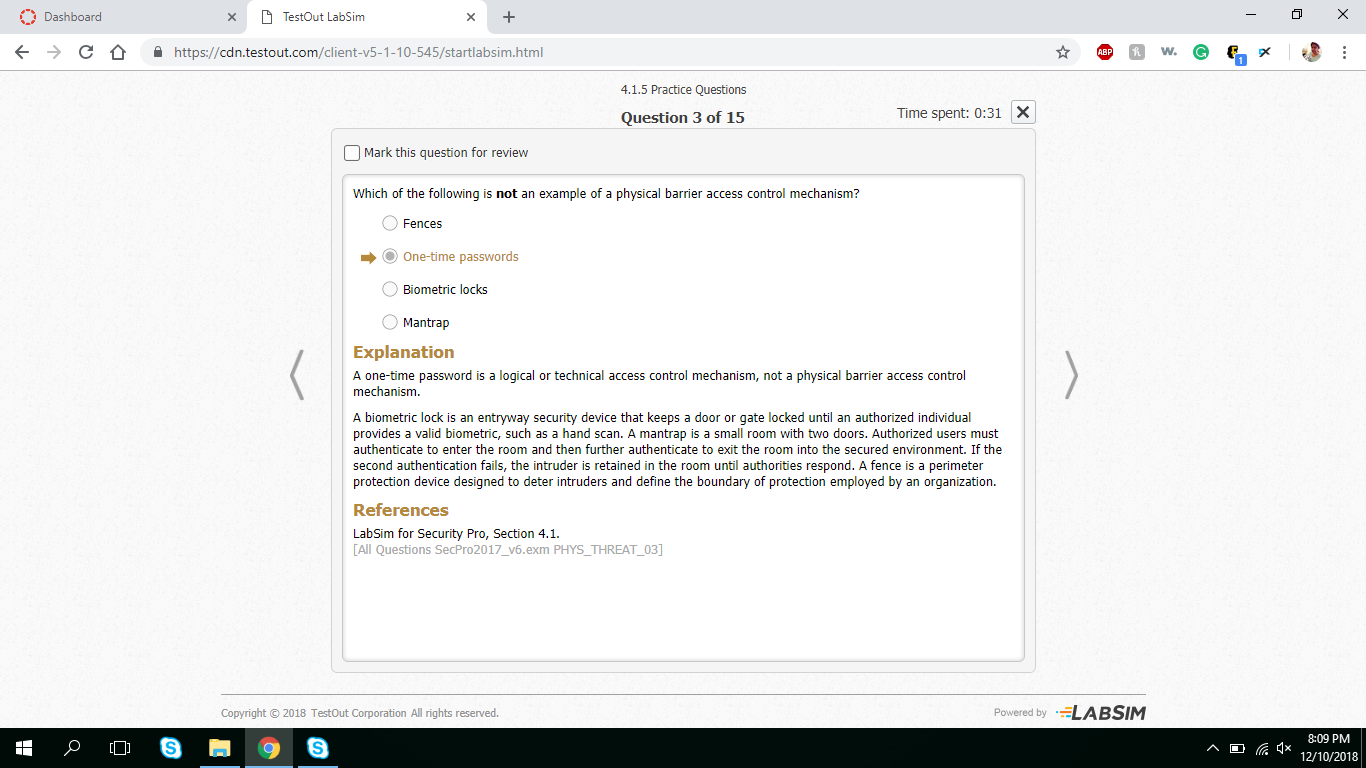 Dashboard
TestOut LabSim
https://cdn.testout.com/client-v5-1-10-545/startlabsim.html
ABP
w.
1
4.1.5 Practice Questions
Question 3 of 15
Time spent: 0:31
Mark this question for review
Which of the following is not an example of a physical barrier access control mechanism?
Fences
One-time passwords
Biometric locks
Mantrap
Explanation
A one-time password is a logical or technical access control mechanism, not a physical barrier access control
mechanism.
A biometric lock is an entryway security device that keeps a door or gate locked until an authorized individual
provides a valid biometric, such as a hand scan. A mantrap is a small room with two doors. Authorized users must
authenticate to enter the room and then further authenticate to exit the room into the secured environment. If the
second authentication fails, the intruder is retained in the room until authorities respond. A fence is a perimeter
protection device designed to deter intruders and define the boundary of protection employed by an organization.
References
LabSim for Security Pro, Section 4.1.
[All Questions SecPro2017_v6.exm PHYS_THREAT_03]
Copyright © 2018 TestOut Corporation All rights reserved.
Powered by LABSIM
8:09 PM
12/10/2018